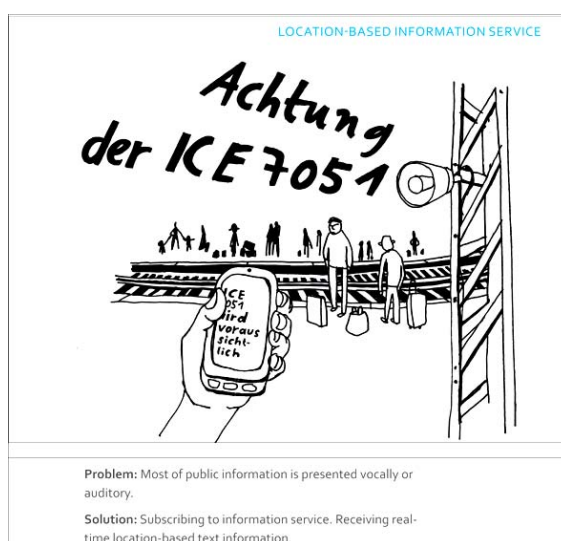 LOCATION-BASED INFORMATION SERVICE
Achtung
der ICE 7051
ICE
051
wird
voraus
sicht-
lich
Problem: Most of public information is presented vocally or
auditory.
Solution: Subscribing to information service. Receiving real-
time location-based text information.